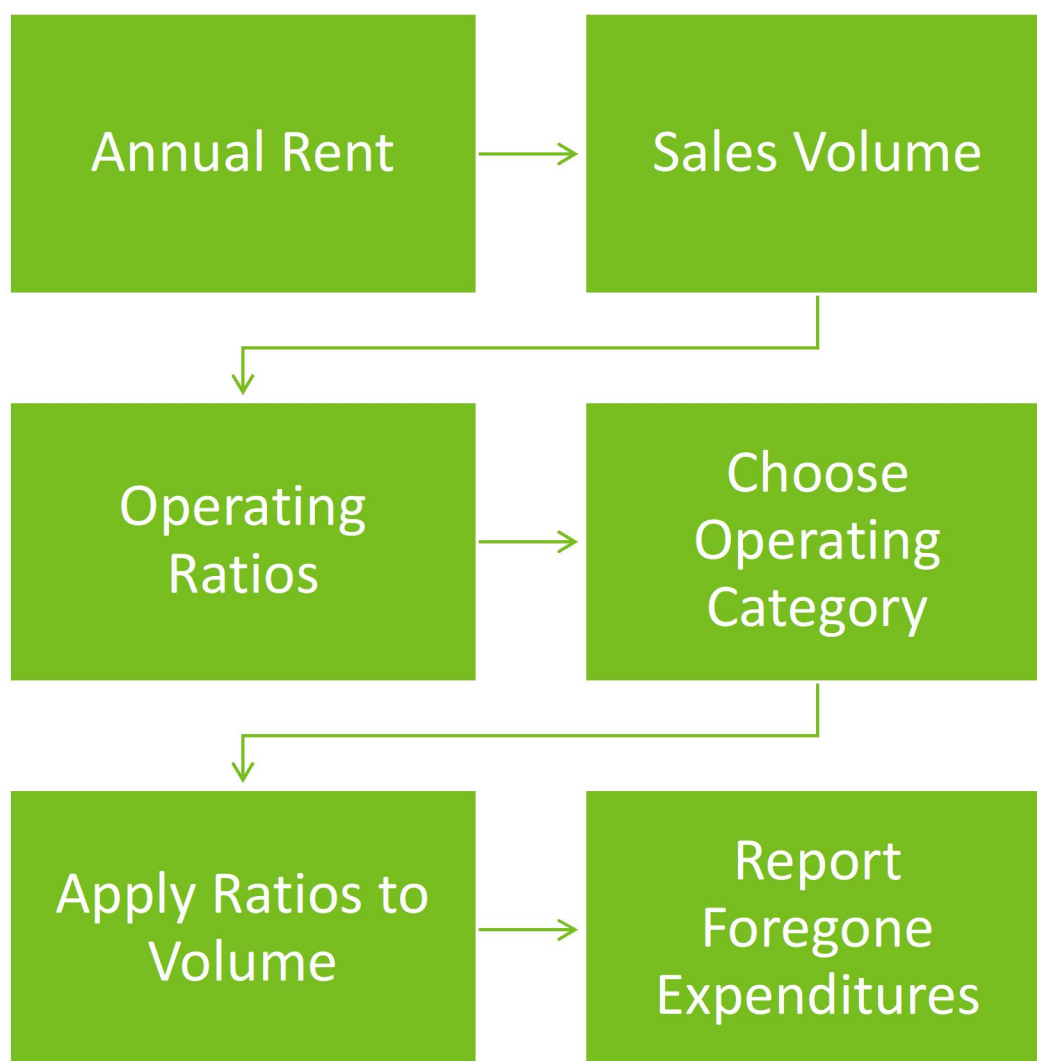 Annual Rent
Sales Volume
Operating
Ratios
Choose
Operating
Category
Apply Ratios to
Volume
Report
Foregone
Expenditures